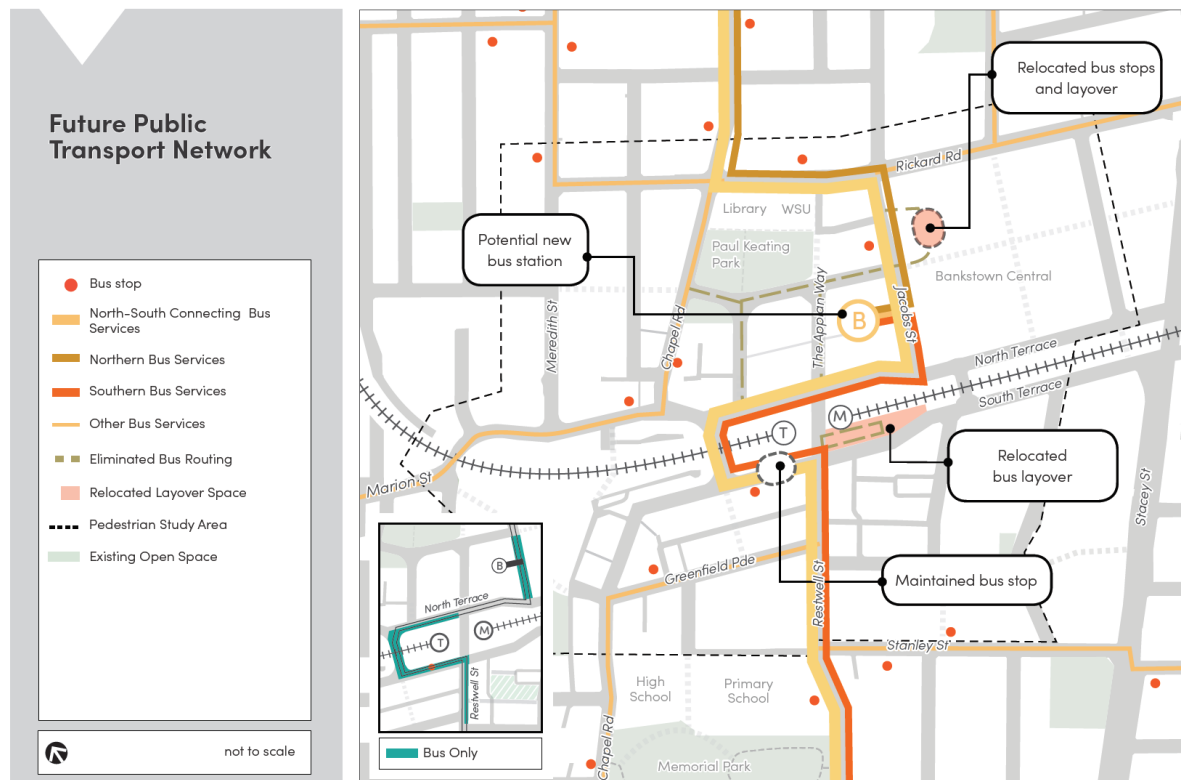 Future Public
Transport Network
Bus stop
North-South Connecting Bus
Services
Northern Bus Services
Southern Bus Services
Other Bus Services
Eliminated Bus Routing
Relocated Layover Space
Pedestrian Study Area
Existing Open Space
not to scale
Relocated bus stops
and layover
Rickard Rd
Library
WSU
Potential new
bus station
Paul Keating
Park
Bankstown Central
Meredith St
Chapel Rd
The Appian Way
B
Jacobs St
North Terrace
South Terrace
M
T
Marion St
Relocated
bus layover
Stacey St
Greenfield Pde
Restwell St
Maintained bus stop
Stanley St
High
School
Primary
School
Chapel Rd
Memorial Park
B
North Terrace
T
M
Restwell St
Bus Only